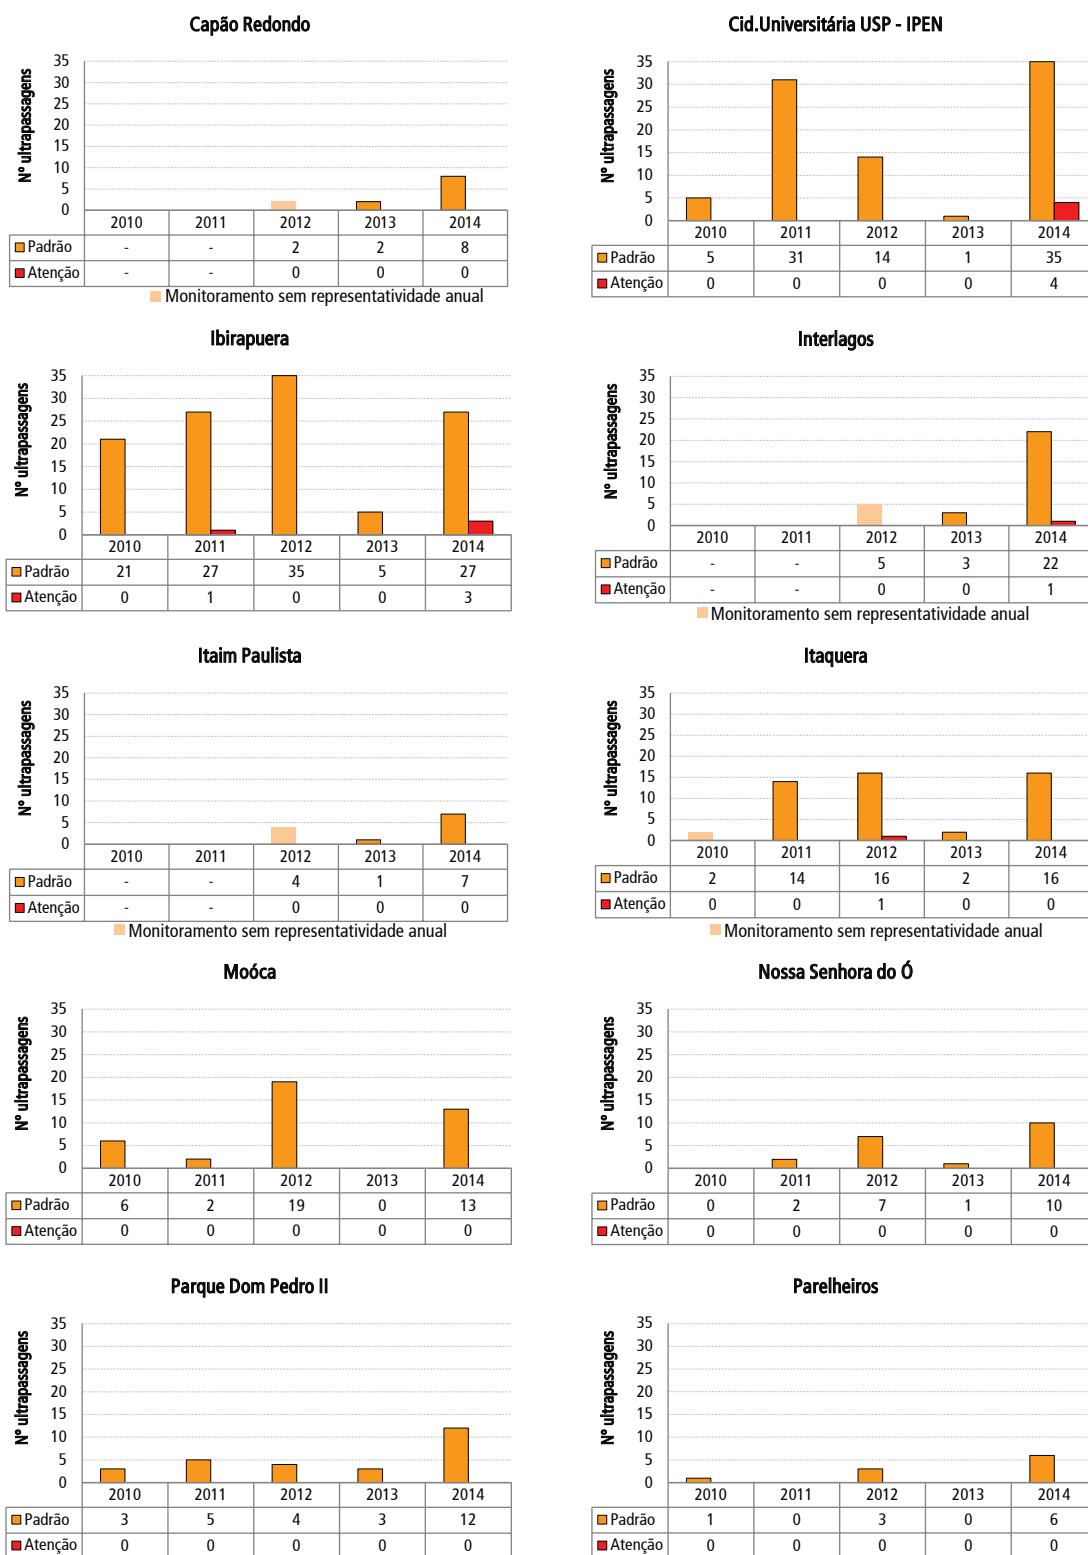 Capão Redondo
Nº ultrapassagens
35
30
25
20
15
10
5
0
2010 2011 2012 2013 2014
Padrão - - 2 2 8
Atenção - - 0 0 0
Monitoramento sem representatividade anual
Cid.Universitária USP - IPEN
Nº ultrapassagens
35
30
25
20
15
10
5
0
2010 2011 2012 2013 2014
Padrão 5 31 14 1 35
Atenção 0 0 0 0 4
Ibirapuera
Nº ultrapassagens
35
30
25
20
15
10
5
0
2010 2011 2012 2013 2014
Padrão 21 27 35 5 27
Atenção 0 1 0 0 3
Interlagos
Nº ultrapassagens
35
30
25
20
15
10
5
0
2010 2011 2012 2013 2014
Padrão - - 5 3 22
Atenção - - 0 0 1
Monitoramento sem representatividade anual
Itaim Paulista
Nº ultrapassagens
35
30
25
20
15
10
5
0
2010 2011 2012 2013 2014
Padrão - - 4 1 7
Atenção - - 0 0 0
Monitoramento sem representatividade anual
Itaquera
Nº ultrapassagens
35
30
25
20
15
10
5
0
2010 2011 2012 2013 2014
Padrão 2 14 16 2 16
Atenção 0 0 1 0 0
Monitoramento sem representatividade anual
Moóca
Nº ultrapassagens
35
30
25
20
15
10
5
0
2010 2011 2012 2013 2014
Padrão 6 2 19 0 13
Atenção 0 0 0 0 0
Nossa Senhora do Ó
Nº ultrapassagens
35
30
25
20
15
10
5
0
2010 2011 2012 2013 2014
Padrão 0 2 7 1 10
Atenção 0 0 0 0 0
Parque Dom Pedro II
Nº ultrapassagens
35
30
25
20
15
10
5
0
2010 2011 2012 2013 2014
Padrão 3 5 4 3 12
Atenção 0 0 0 0 0
Parelheiros
Nº ultrapassagens
35
30
25
20
15
10
5
0
2010 2011 2012 2013 2014
Padrão 1 0 3 0 6
Atenção 0 0 0 0 0